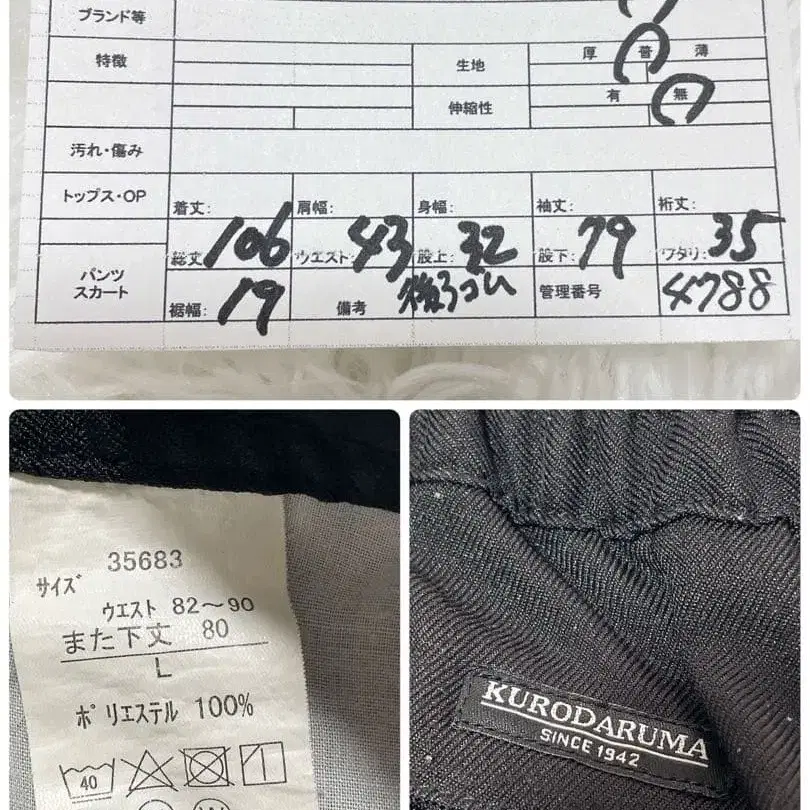 ブランド等
特徴
生地
厚 普 薄
伸縮性
有 無
汚れ・傷み
トップス・OP
着丈: 肩幅: 身幅: 袖丈: 裄丈:
パンツ
スカート
総丈: 106 ウエスト: 43 股上: 32 股下: 79 ワタリ: 35
裾幅: 19 備考 後ろゴム 管理番号 4788
35683
サイズ
ウエスト 82～90
また下丈 80
L
ポリエステル 100%
40
KURODARUMA
SINCE 1942